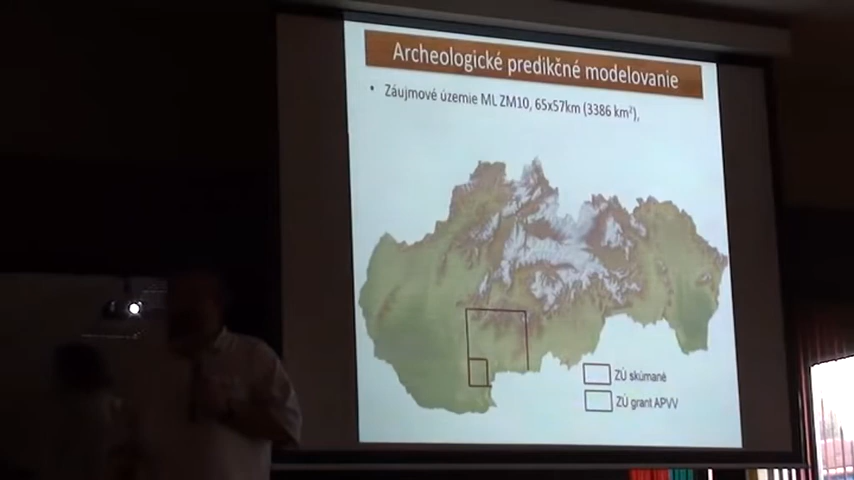 Archeologické predikčné modelovanie
• Záujmové územie ML ZM10, 65x57km (3386 km²),
ZÚ skúmané
ZÚ grant APVV